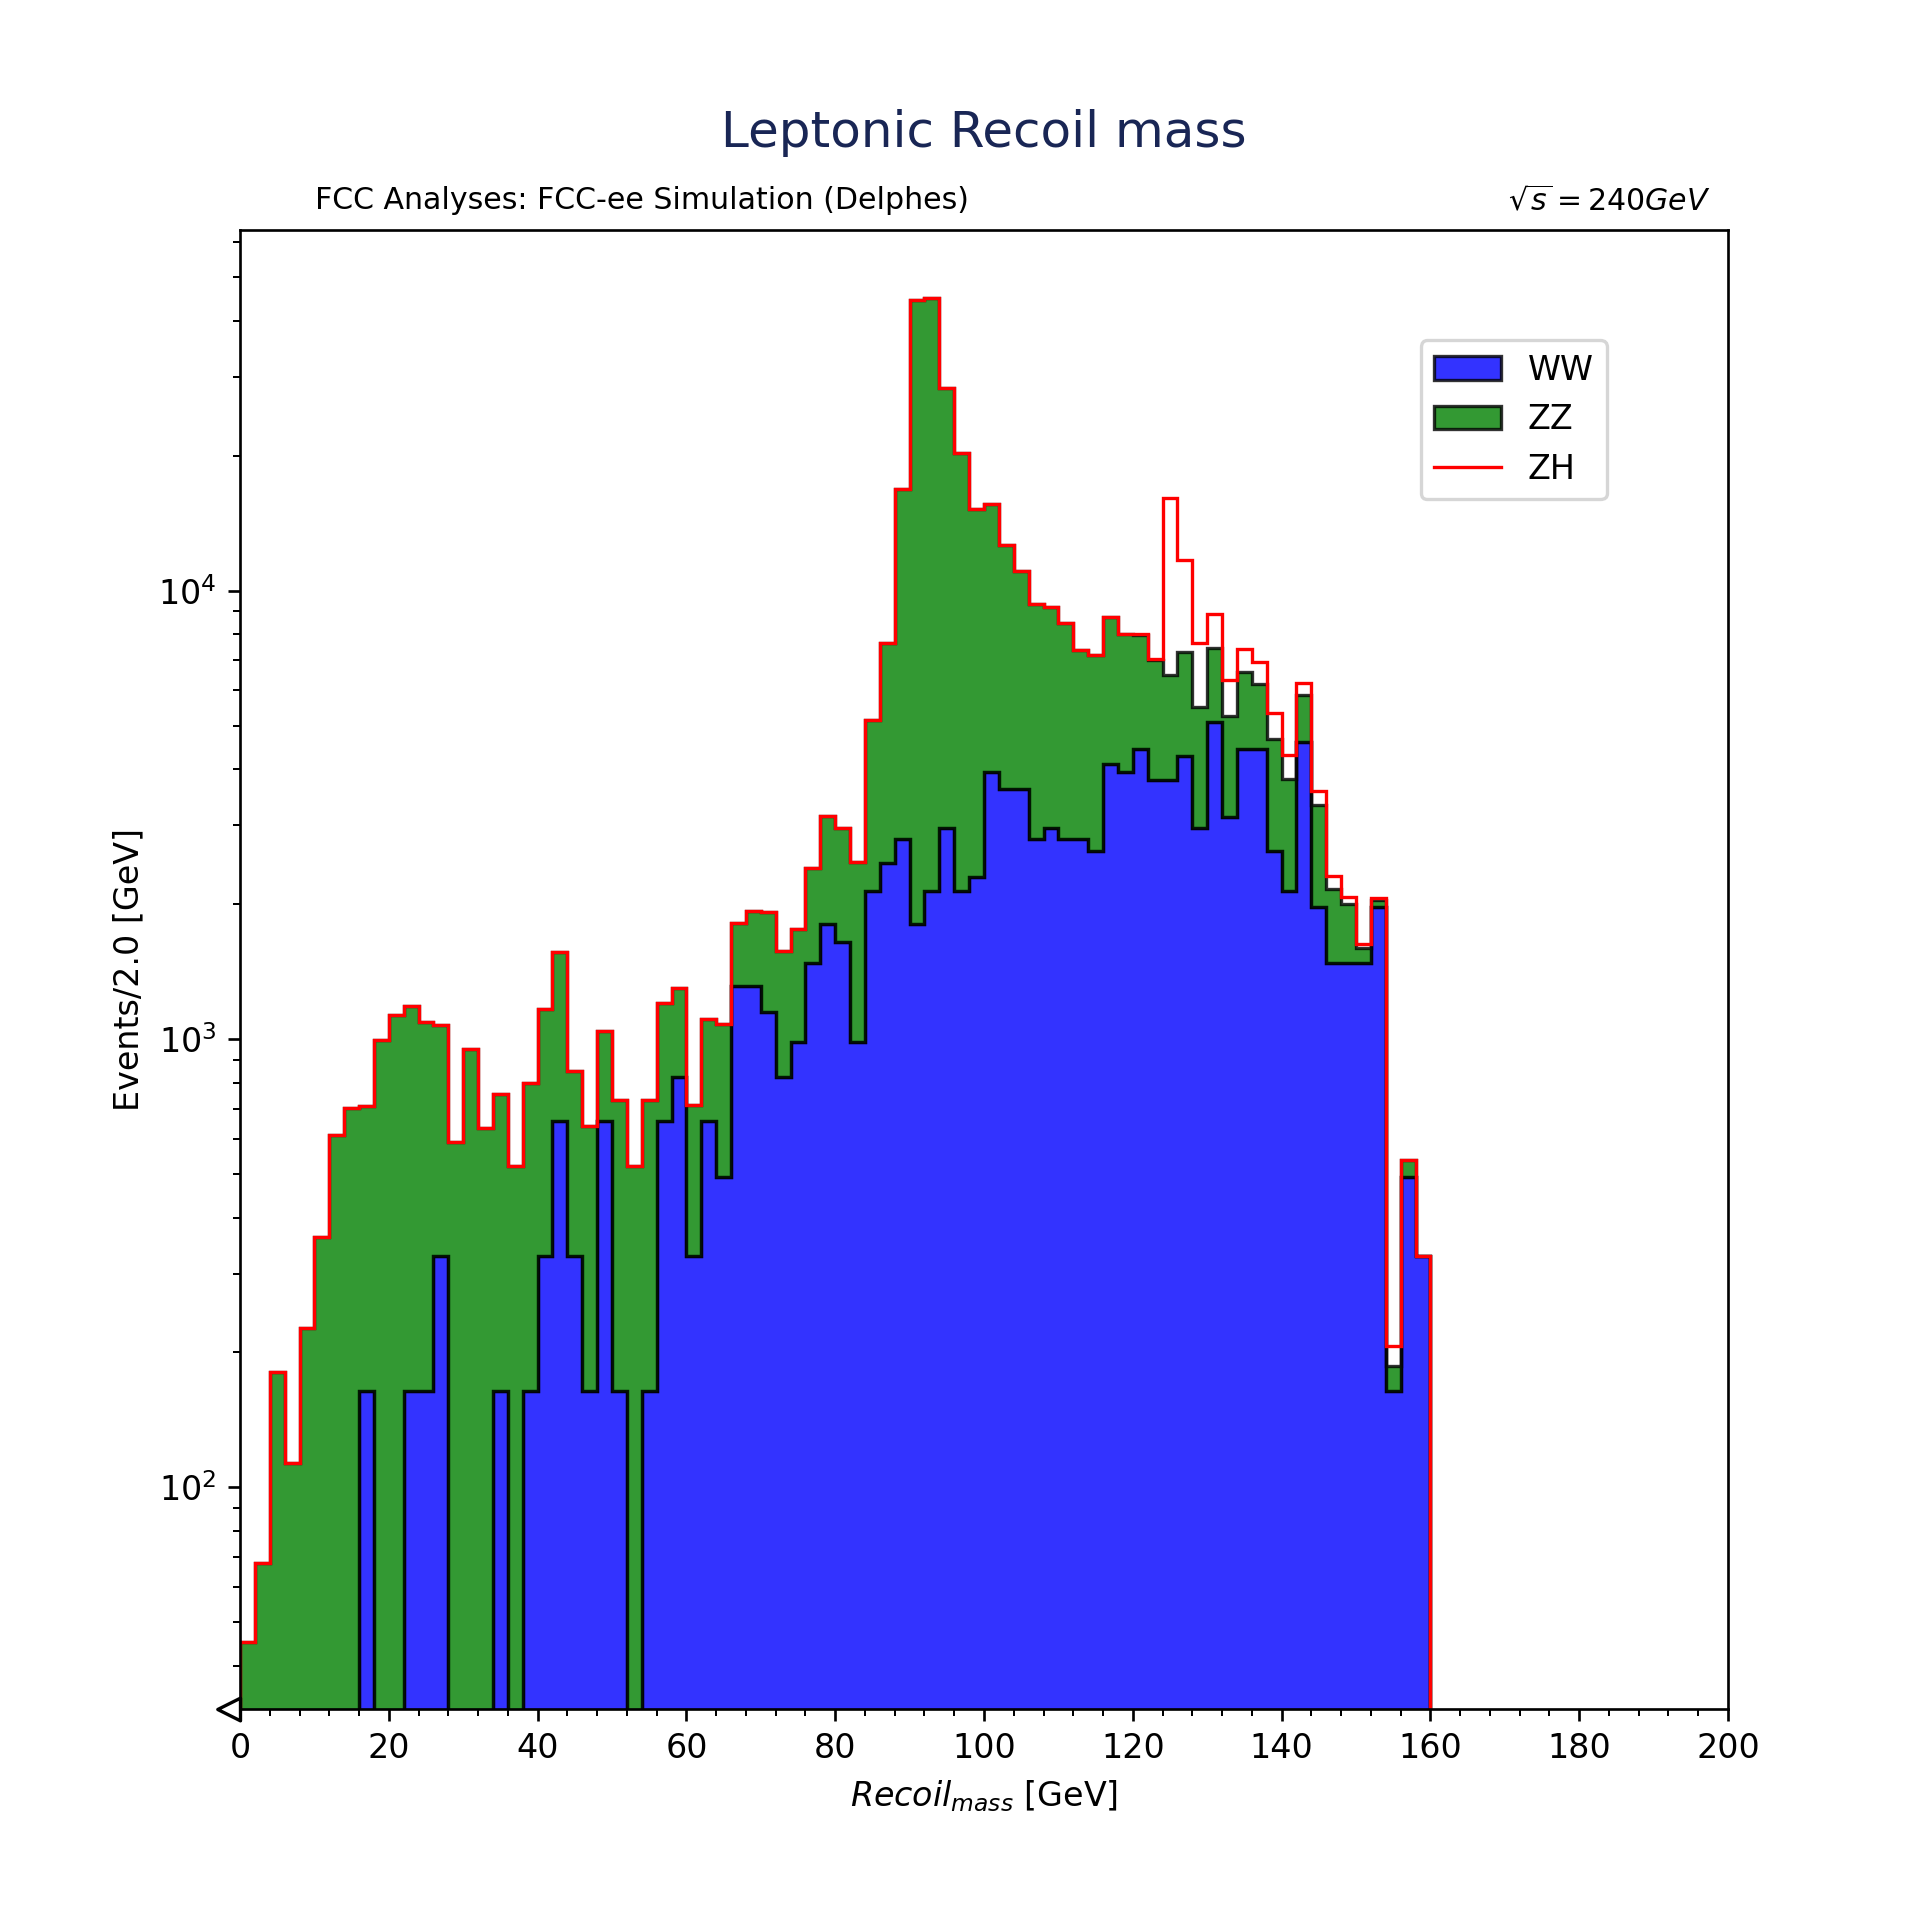 Leptonic Recoil mass
FCC Analyses: FCC-ee Simulation (Delphes)
√s = 240GeV
WW
ZZ
ZH
Events/2.0 [GeV]
10⁴
10³
10²
0 20 40 60 80 100 120 140 160 180 200
Recoil_mass [GeV]